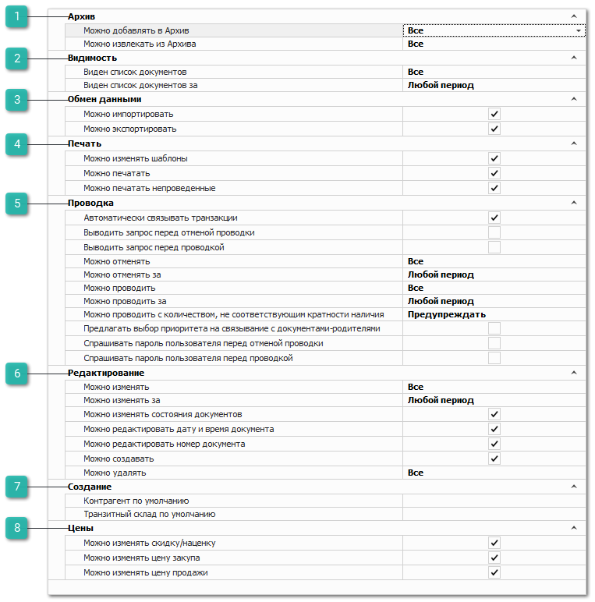 1 Архив
Можно добавлять в Архив Все
Можно извлекать из Архива Все
2 Видимость
Виден список документов Все
Виден список документов за Любой период
3 Обмен данными
Можно импортировать
Можно экспортировать
4 Печать
Можно изменять шаблоны
Можно печатать
Можно печатать непроведенные
5 Проводка
Автоматически связывать транзакции
Выводить запрос перед отменой проводки
Выводить запрос перед проводкой
Можно отменять Все
Можно отменять за Любой период
Можно проводить Все
Можно проводить за Любой период
Можно проводить с количеством, не соответствующим кратности наличия Предупреждать
Предлагать выбор приоритета на связывание с документами-родителями
Спрашивать пароль пользователя перед отменой проводки
Спрашивать пароль пользователя перед проводкой
6 Редактирование
Можно изменять Все
Можно изменять за Любой период
Можно изменять состояния документов
Можно редактировать дату и время документа
Можно редактировать номер документа
Можно создавать
Можно удалять Все
7 Создание
Контрагент по умолчанию
Транзитный склад по умолчанию
8 Цены
Можно изменять скидку/наценку
Можно изменять цену закупа
Можно изменять цену продажи